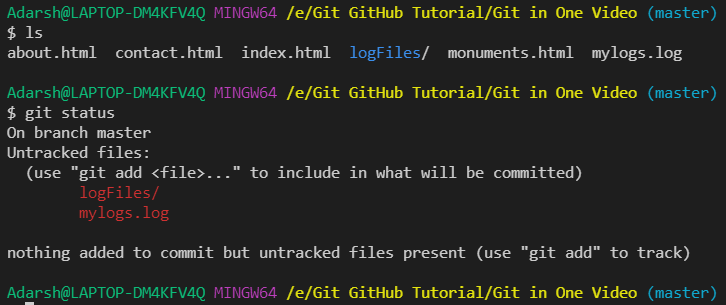 Adarsh@LAPTOP-DM4KFV4Q MINGW64 /e/Git GitHub Tutorial/Git in One Video (master)
$ ls
about.html  contact.html  index.html  logFiles/  monuments.html  mylogs.log
Adarsh@LAPTOP-DM4KFV4Q MINGW64 /e/Git GitHub Tutorial/Git in One Video (master)
$ git status
On branch master
Untracked files:
  (use "git add <file>..." to include in what will be committed)
        logFiles/
        mylogs.log
nothing added to commit but untracked files present (use "git add" to track)
Adarsh@LAPTOP-DM4KFV4Q MINGW64 /e/Git GitHub Tutorial/Git in One Video (master)